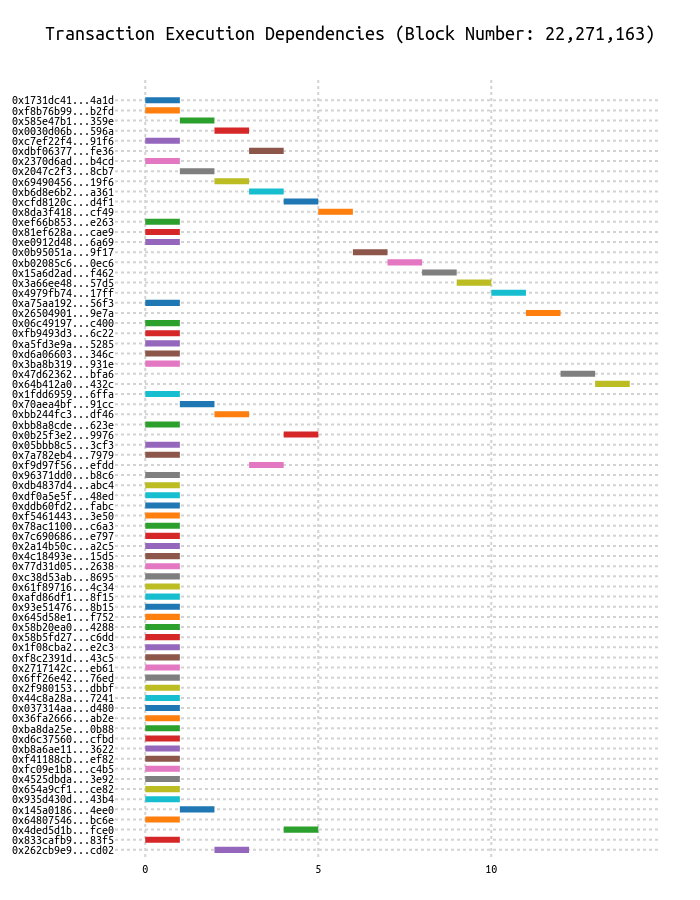 Transaction Execution Dependencies (Block Number: 22,271,163)
0x1731dc41...4a1d
0xf8b76b99...b2fd
0x585e47b1...359e
0x0030d06b...596a
0xc7ef22f4...91f6
0xdbf06377...fe36
0x2370d6ad...b4cd
0x2047c2f3...8cb7
0x69490456...19f6
0xb6d8e6b2...a361
0xcfd8120c...d4f1
0x8da3f418...cf49
0xef66b853...e263
0x81ef628a...cae9
0xe0912d48...6a69
0x0b95051a...9f17
0xb02085c6...0ec6
0x15a6d2ad...f462
0x3a66ee48...57d5
0x4979fb74...17ff
0xa75aa192...56f3
0x26504901...9e7a
0x06c49197...c400
0xfb9493d3...6c22
0xa5fd3e9a...5285
0xd6a06603...346c
0x3ba8b319...931e
0x47d62362...bfa6
0x64b412a0...432c
0x1fdd6959...6ffa
0x70aea4bf...91cc
0xbb244fc3...df46
0xbb8a8cde...623e
0x0b25f3e2...9976
0x05bbb8c5...3cf3
0x7a782eb4...7979
0xf9d97f56...efdd
0x96371dd0...b8c6
0xdb4837d4...abc4
0xdf0a5e5f...48ed
0xddb60fd2...fabc
0xf5461443...3e50
0x78ac1100...c6a3
0x7c690686...e797
0x2a14b50c...a2c5
0x4c18493e...15d5
0x77d31d05...2638
0xc38d53ab...8695
0x61f89716...4c34
0xafd86df1...8f15
0x93e51476...8b15
0x645d58e1...f752
0x58b20ea0...4288
0x58b5fd27...c6dd
0x1f08cba2...e2c3
0xf8c2391d...43c5
0x2717142c...eb61
0x6ff26e42...76ed
0x2f980153...dbbf
0x44c8a28a...7241
0x037314aa...d480
0x36fa2666...ab2e
0xba8da25e...0b88
0xd6c37560...cfbd
0xb8a6ae11...3622
0xf41188cb...ef82
0xfc09e1b8...c4b5
0x4525dbda...3e92
0x654a9cf1...ce82
0x935d430d...43b4
0x145a0186...4ee0
0x64807546...bc6e
0x4ded5d1b...fce0
0x833cafb9...83f5
0x262cb9e9...cd02
0 5 10